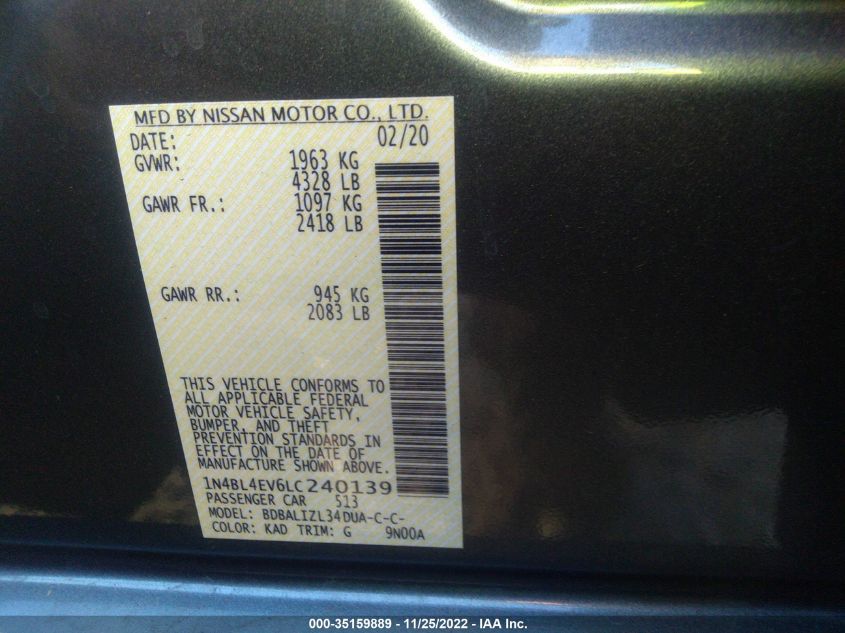 MFD BY NISSAN MOTOR CO., LTD.
DATE: 02/20
GVWR: 1963 KG
4328 LB
GAWR FR.: 1097 KG
2418 LB
GAWR RR.: 945 KG
2083 LB
THIS VEHICLE CONFORMS TO
ALL APPLICABLE FEDERAL
MOTOR VEHICLE SAFETY,
BUMPER, AND THEFT
PREVENTION STANDARDS IN
EFFECT ON THE DATE OF
MANUFACTURE SHOWN ABOVE.
1N4BL4EV6LC240139
PASSENGER CAR 513
MODEL: BDBALIZL34DUA-C-C-
COLOR: KAD TRIM: G 9N00A
000-35159889 - 11/25/2022 - IAA Inc.